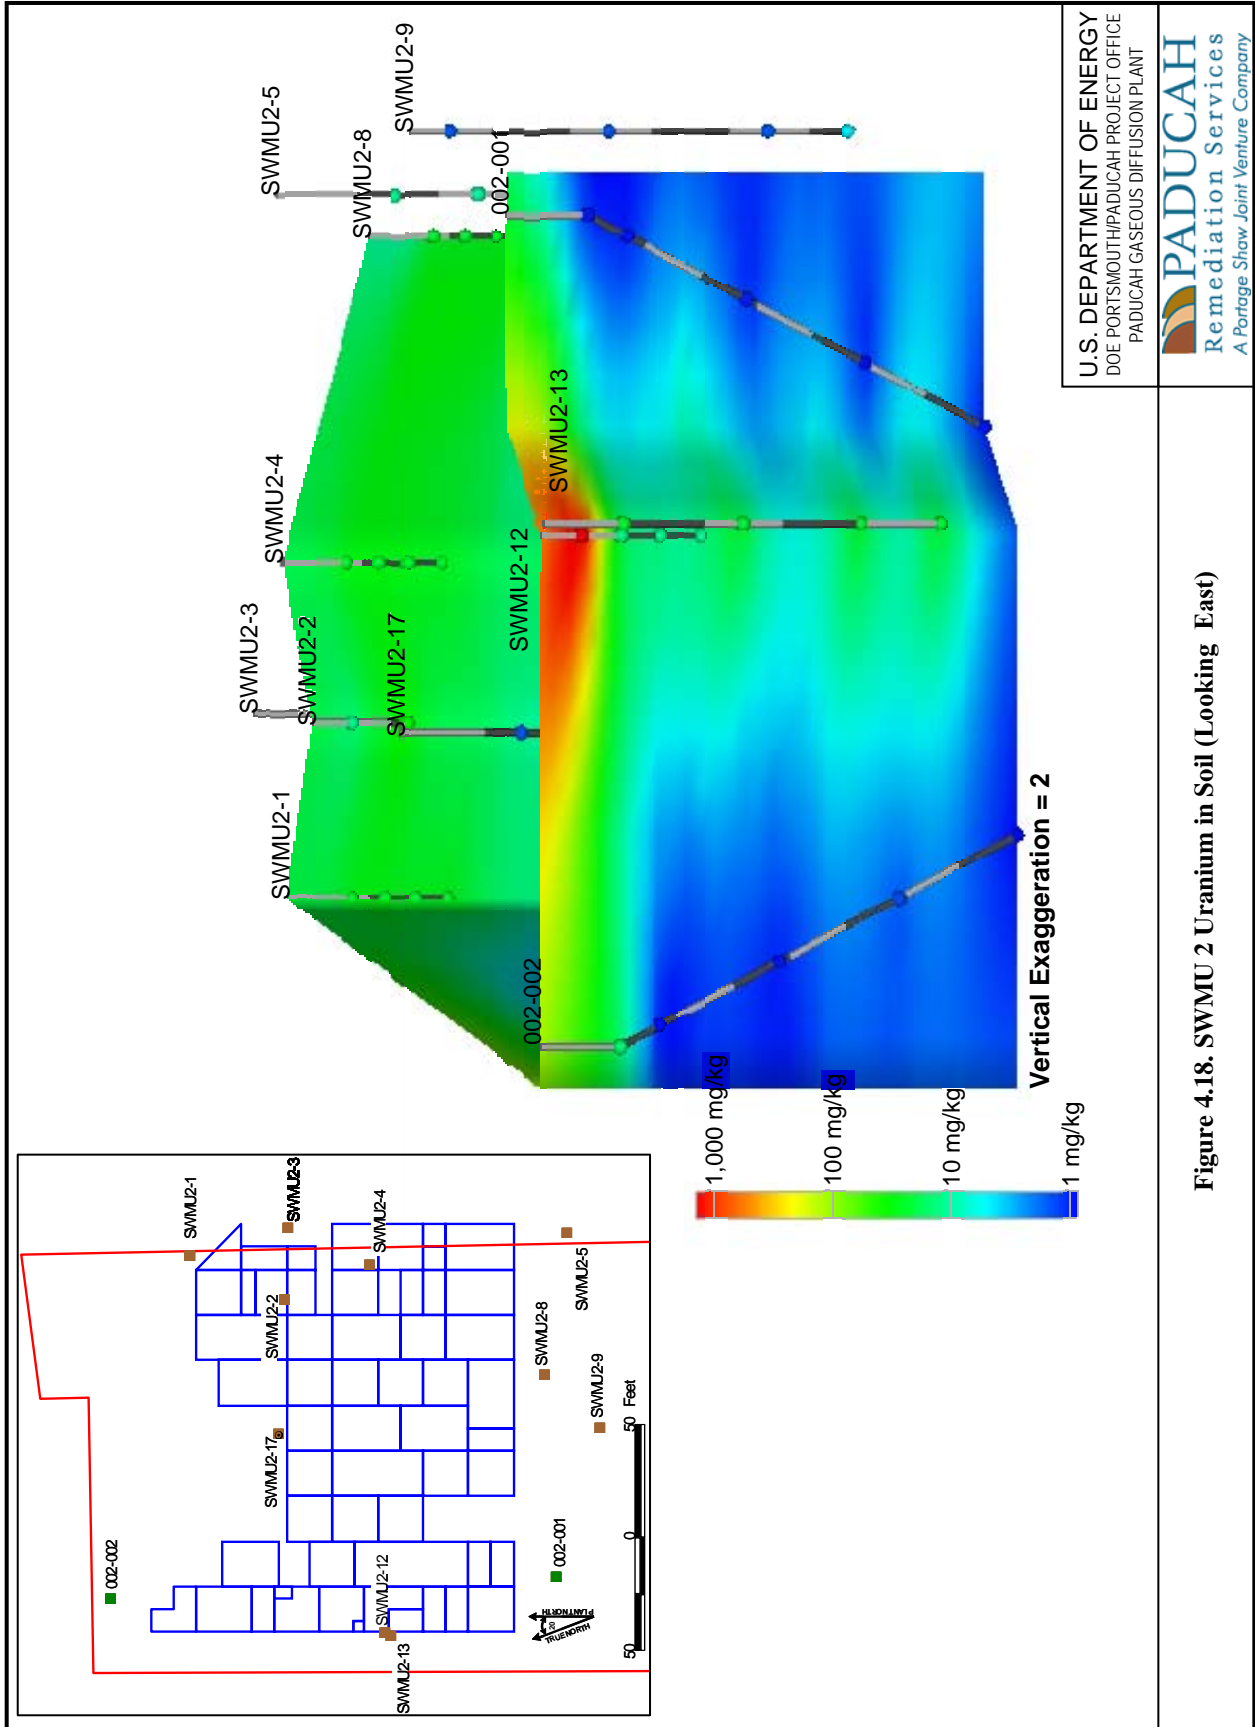 SWMU2-1
SWMU2-3
SWMU2-2
SWMU2-4
SWMU2-17
SWMU2-5
SWMU2-8
SWMU2-9
002-002
002-001
SWMU2-12
SWMU2-13
TRUE NORTH
20
PLANT NORTH
50 0 50 Feet
SWMU2-1
SWMU2-3
SWMU2-2
SWMU2-17
SWMU2-4
SWMU2-5
SWMU2-8
SWMU2-9
002-001
002-002
SWMU2-12
SWMU2-13
1,000 mg/kg
100 mg/kg
10 mg/kg
1 mg/kg
Vertical Exaggeration = 2
U.S. DEPARTMENT OF ENERGY
DOE PORTSMOUTH/PADUCAH PROJECT OFFICE
PADUCAH GASEOUS DIFFUSION PLANT
PADUCAH
Remediation Services
A Portage Shaw Joint Venture Company
Figure 4.18. SWMU 2 Uranium in Soil (Looking East)